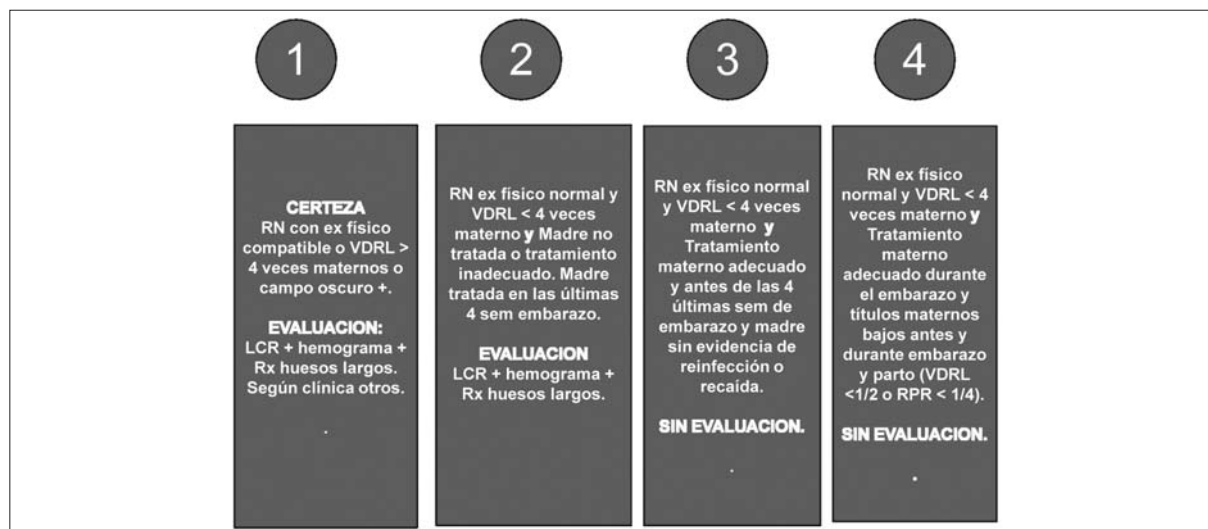 1
CERTEZA
RN con ex físico
compatible o VDRL >
4 veces maternos o
campo oscuro +.
EVALUACION:
LCR + hemograma +
Rx huesos largos.
Según clínica otros.
.
2
RN ex físico normal y
VDRL < 4 veces
materno y Madre no
tratada o tratamiento
inadecuado. Madre
tratada en las últimas
4 sem embarazo.
EVALUACION
LCR + hemograma +
Rx huesos largos.
3
RN ex físico normal
y VDRL < 4 veces
materno y
Tratamiento
materno adecuado
y antes de las 4
últimas sem de
embarazo y madre
sin evidencia de
reinfección o
recaída.
SIN EVALUACION.
.
4
RN ex físico
normal y VDRL < 4
veces materno y
Tratamiento
materno
adecuado durante
el embarazo y
títulos maternos
bajos antes y
durante embarazo
y parto (VDRL
<1/2 o RPR < 1/4).
SIN EVALUACION.
.